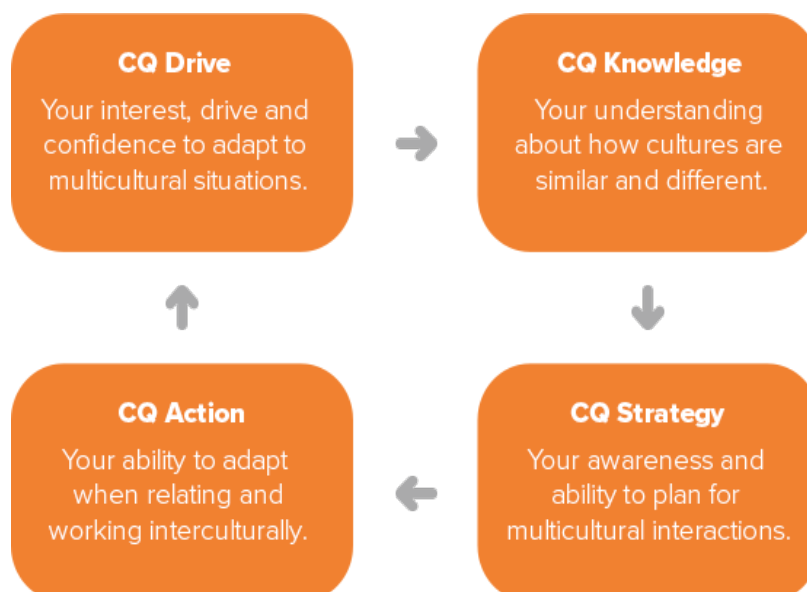 CQ Drive
Your interest, drive and
confidence to adapt to
multicultural situations.
CQ Knowledge
Your understanding
about how cultures are
similar and different.
CQ Action
Your ability to adapt
when relating and
working interculturally.
CQ Strategy
Your awareness and
ability to plan for
multicultural interactions.